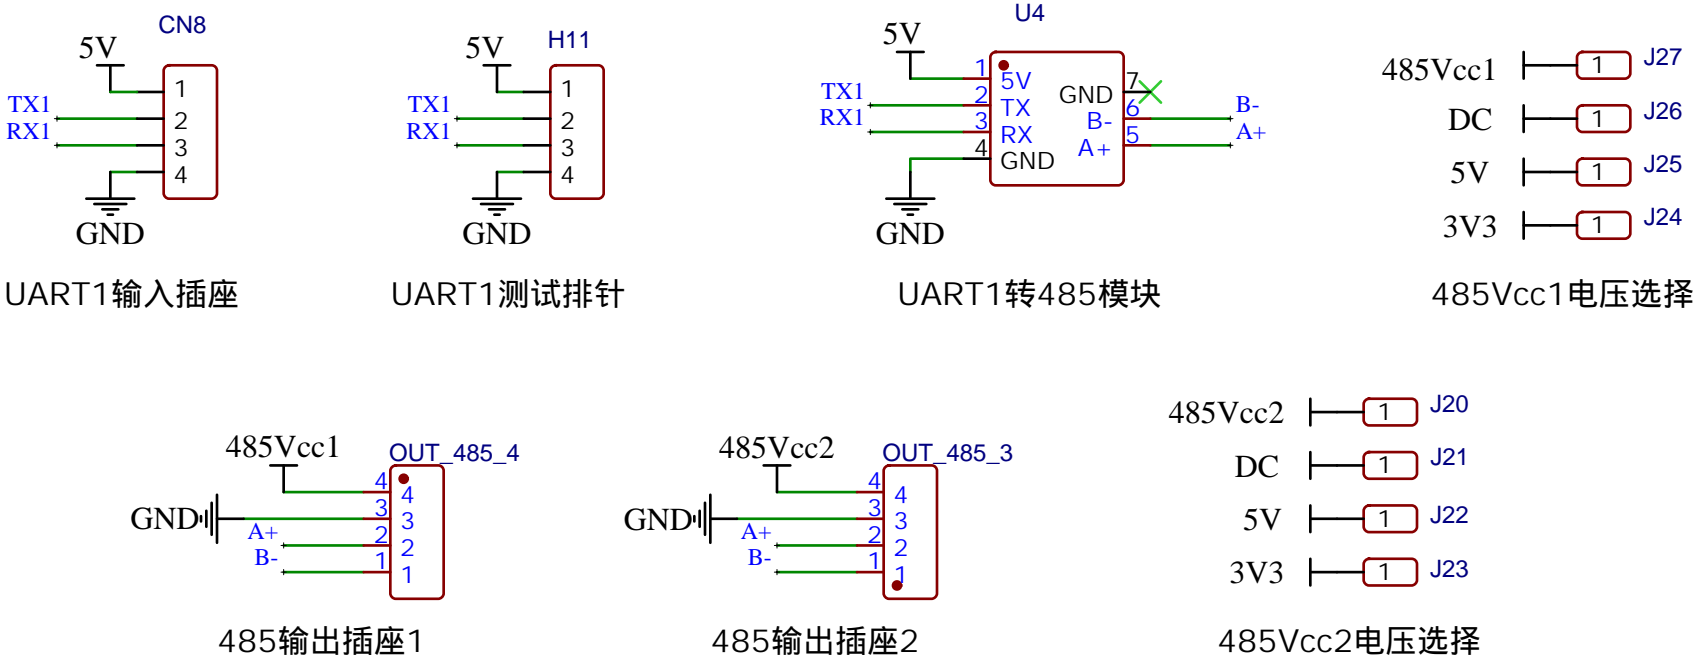 CN8
5V
1
TX1
2
RX1
3
4
GND
UART1输入插座
H11
5V
1
TX1
2
RX1
3
4
GND
UART1测试排针
U4
5V
1
5V
TX1
2
TX
RX1
3
RX
4
GND
7
GND
6
B-
B-
5
A+
A+
GND
UART1转485模块
485Vcc1
1
J27
DC
1
J26
5V
1
J25
3V3
1
J24
485Vcc1电压选择
485Vcc1
OUT_485_4
4
4
GND
3
3
A+
2
2
B-
1
1
485输出插座1
485Vcc2
OUT_485_3
4
4
GND
3
3
A+
2
2
B-
1
1
485输出插座2
485Vcc2
1
J20
DC
1
J21
5V
1
J22
3V3
1
J23
485Vcc2电压选择